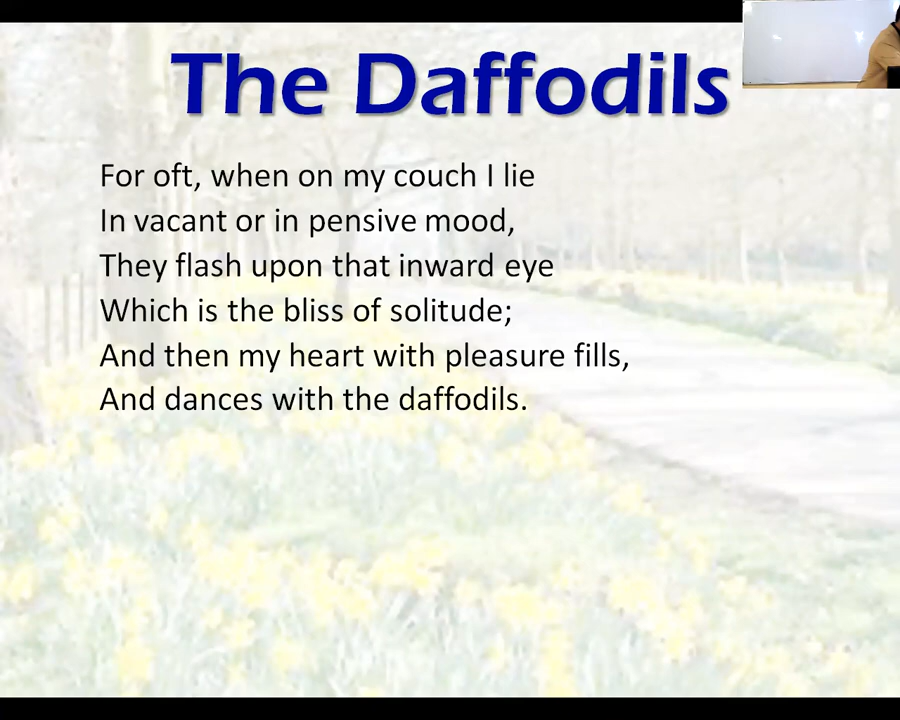 The Daffodils
For oft, when on my couch I lie
In vacant or in pensive mood,
They flash upon that inward eye
Which is the bliss of solitude;
And then my heart with pleasure fills,
And dances with the daffodils.